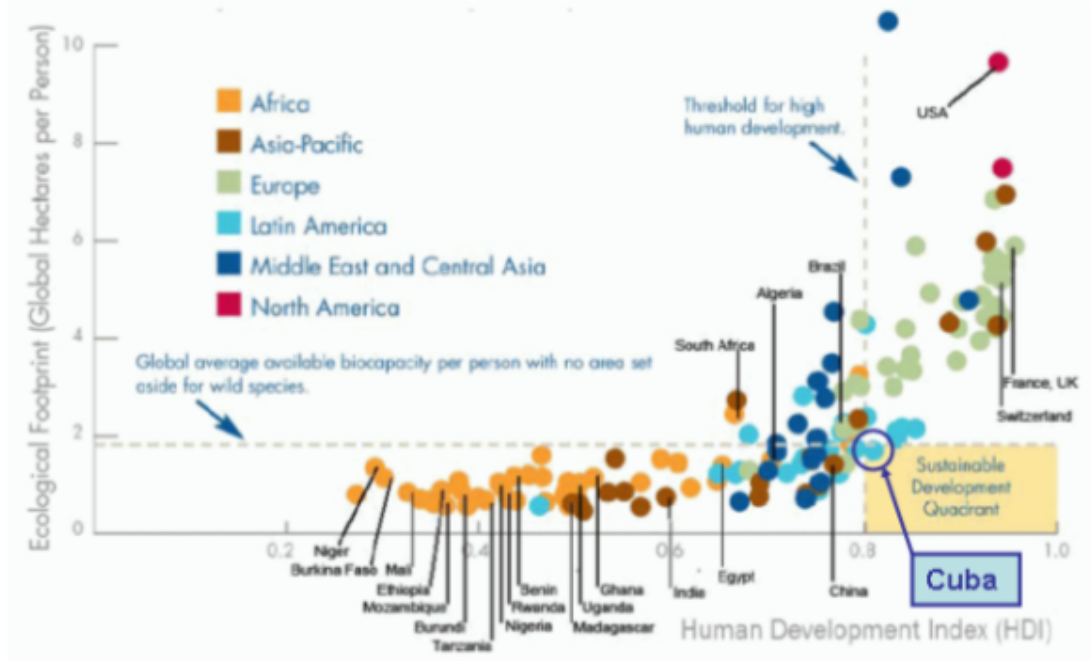 Ecological Footprint (Global Hectares per Person)
10
8
6
4
2
0
Africa
Asia-Pacific
Europe
Latin America
Middle East and Central Asia
North America
Threshold for high
human development.
USA
Global average available biocapacity per person with no area set
aside for wild species.
Brazil
Algeria
South Africa
France, UK
Switzerland
Sustainable
Development
Quadrant
0.2
0.4
0.6
0.8
1.0
Niger
Burkina Faso
Mali
Ethiopia
Mozambique
Burundi
Tanzania
Benin
Rwanda
Nigeria
Ghana
Uganda
Madagascar
India
Egypt
China
Cuba
Human Development Index (HDI)